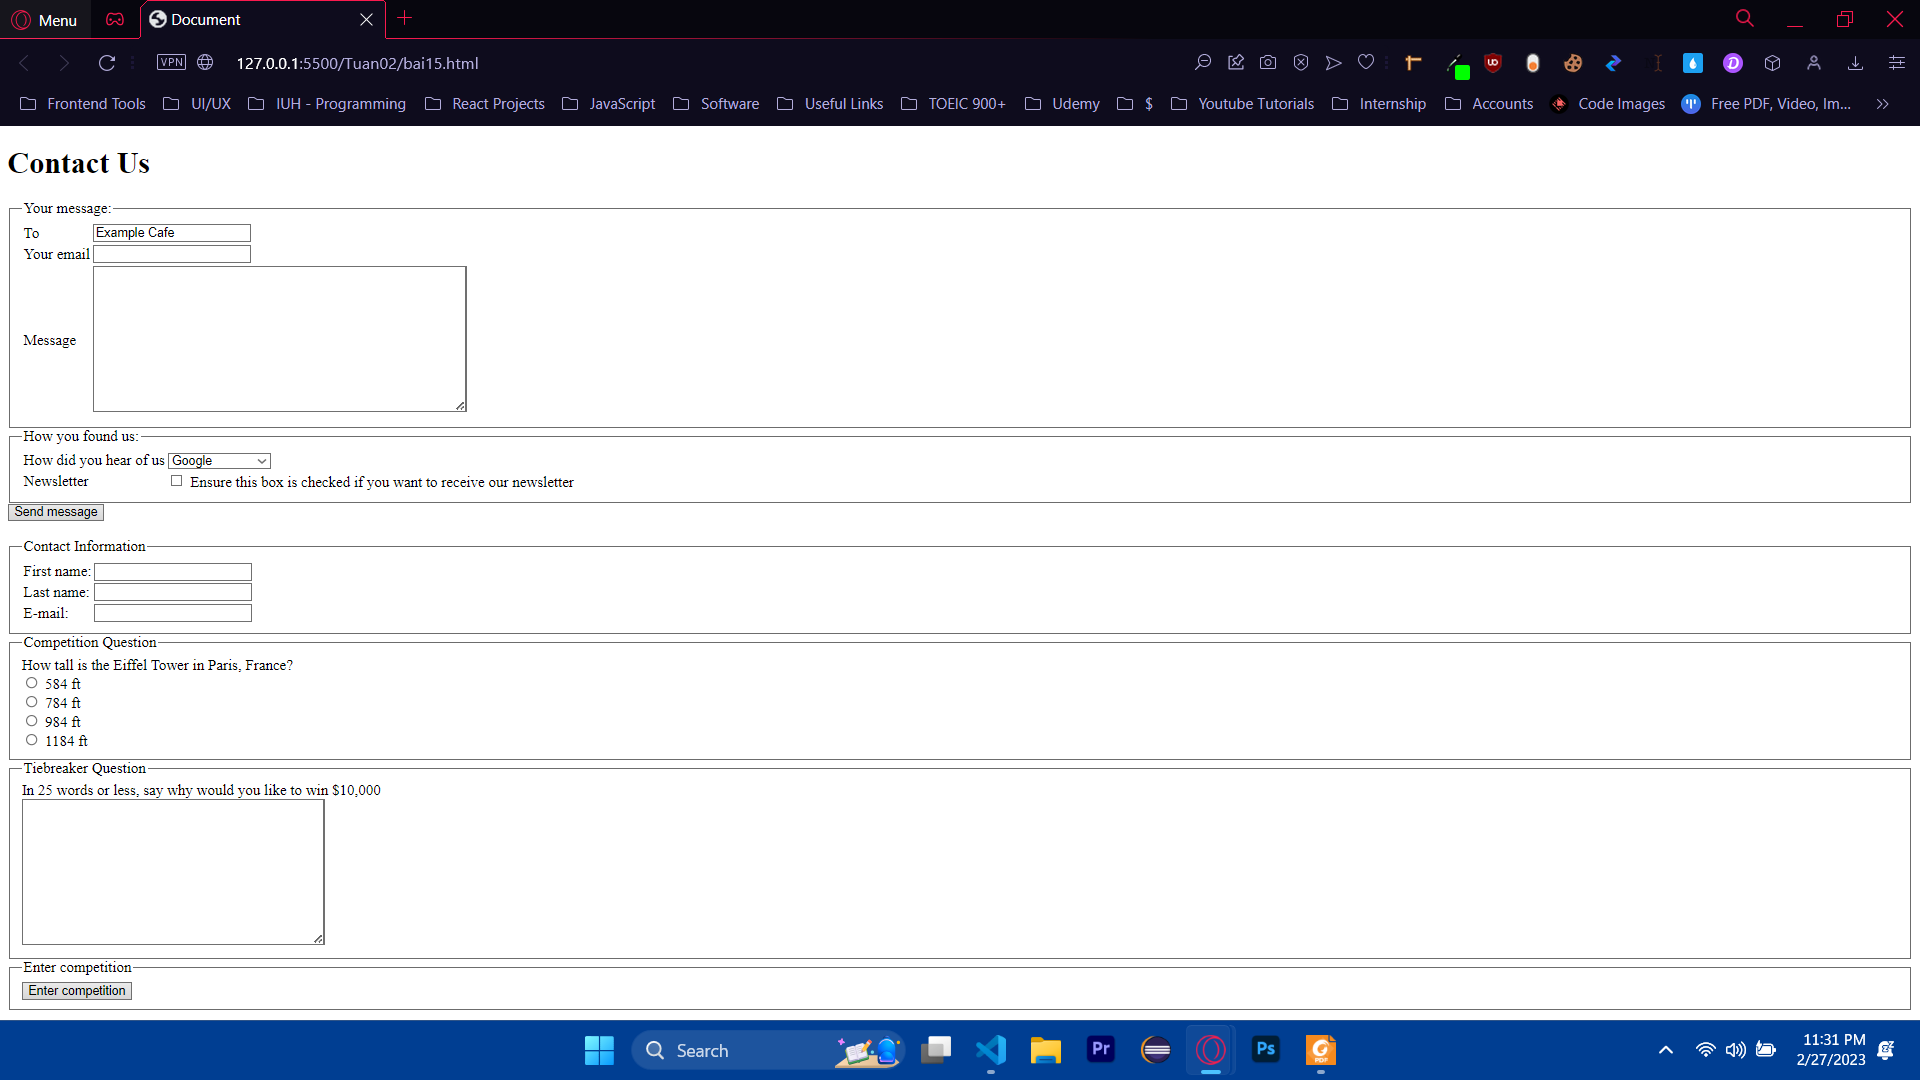 Menu
Document
VPN
127.0.0.1:5500/Tuan02/bai15.html
Frontend Tools UI/UX IUH - Programming React Projects JavaScript Software Useful Links TOEIC 900+ Udemy $ Youtube Tutorials Internship Accounts Code Images Free PDF, Video, Im...
Contact Us
Your message:
To Example Cafe
Your email
Message
How you found us:
How did you hear of us Google
Newsletter Ensure this box is checked if you want to receive our newsletter
Send message
Contact Information
First name:
Last name:
E-mail:
Competition Question
How tall is the Eiffel Tower in Paris, France?
584 ft
784 ft
984 ft
1184 ft
Tiebreaker Question
In 25 words or less, say why would you like to win $10,000
Enter competition
Enter competition
Search
Pr
Ps
PDF
11:31 PM
2/27/2023